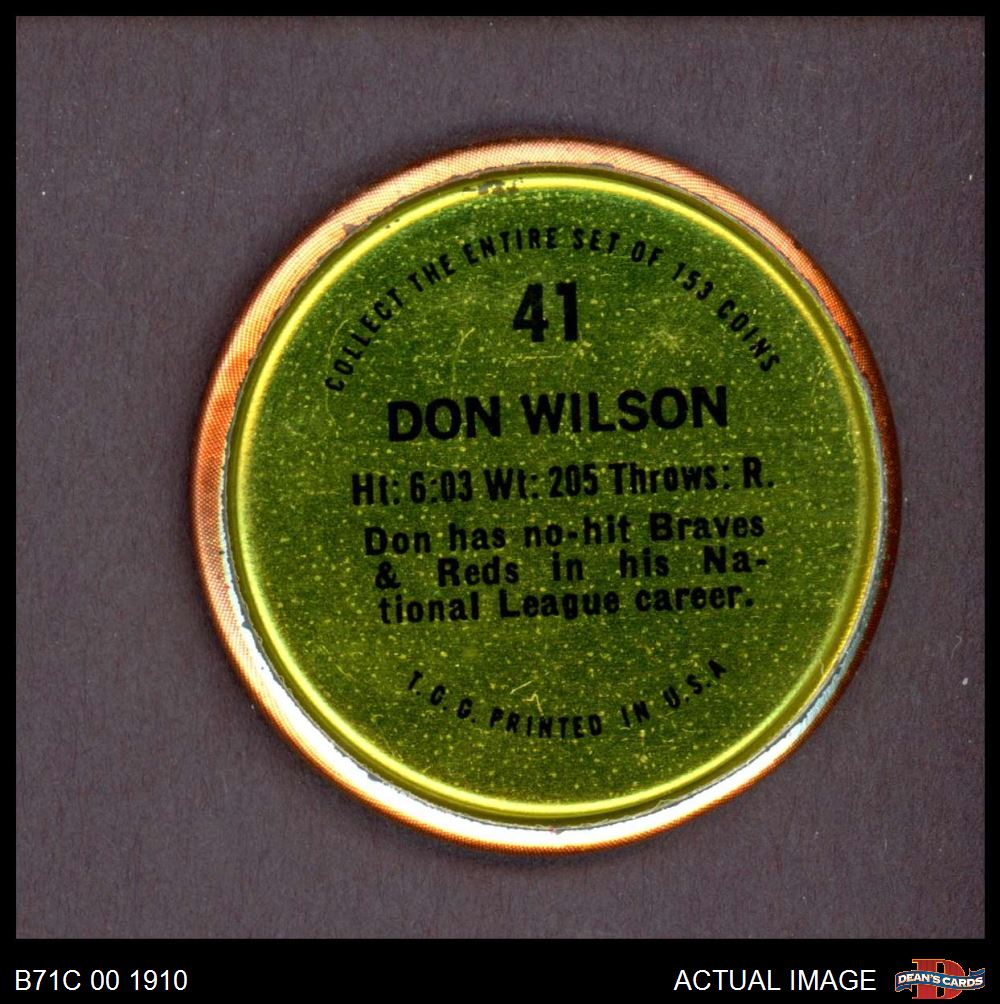 COLLECT THE ENTIRE SET OF 153 COINS
41
DON WILSON
Ht: 6:03 Wt: 205 Throws: R.
Don has no-hit Braves
& Reds in his Na-
tional League career.
T.C.G. PRINTED IN U.S.A
B71C 00 1910
ACTUAL IMAGE
DEAN'S CARDS